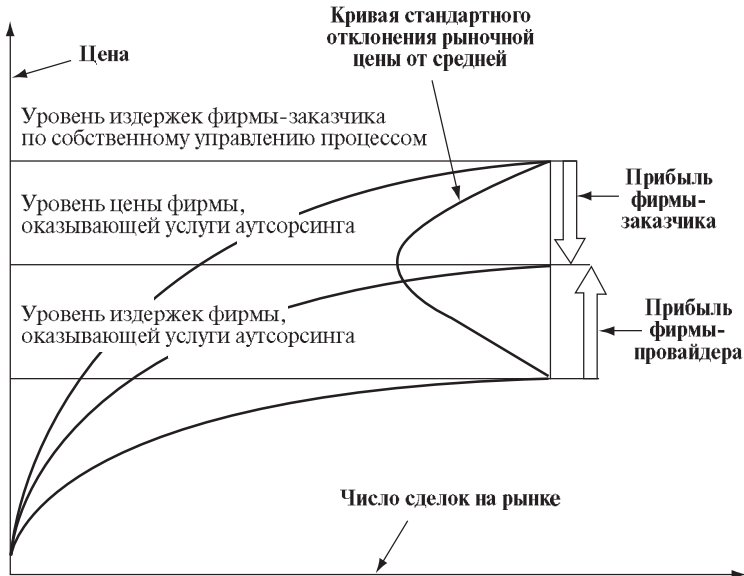 Кривая стандартного
отклонения рыночной
цены от средней
Цена
Уровень издержек фирмы-заказчика
по собственному управлению процессом
Прибыль
фирмы-
заказчика
Уровень цены фирмы,
оказывающей услуги аутсорсинга
Уровень издержек фирмы,
оказывающей услуги аутсорсинга
Прибыль
фирмы-
провайдера
Число сделок на рынке